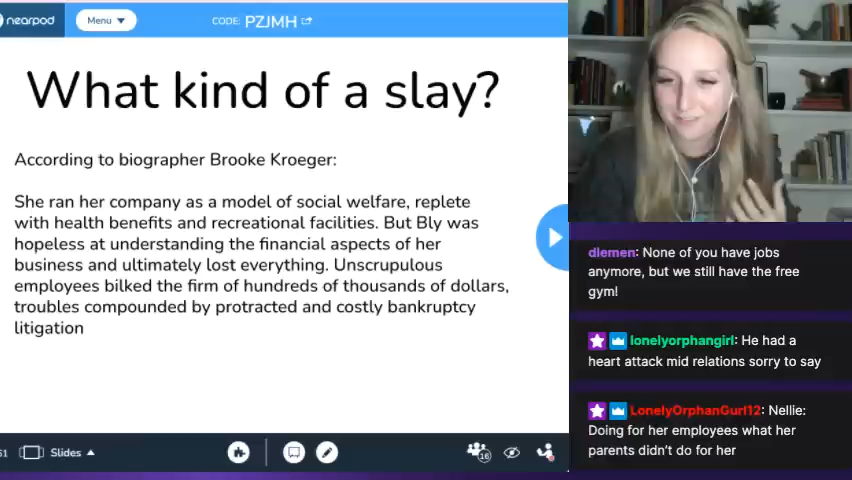 nearpod
Menu
CODE: PZJMH
What kind of a slay?
According to biographer Brooke Kroeger:
She ran her company as a model of social welfare, replete
with health benefits and recreational facilities. But Bly was
hopeless at understanding the financial aspects of her
business and ultimately lost everything. Unscrupulous
employees bilked the firm of hundreds of thousands of dollars,
troubles compounded by protracted and costly bankruptcy
litigation
51
Slides
16
dlemen: None of you have jobs
anymore, but we still have the free
gym!
lonelyorphangirl: He had a
heart attack mid relations sorry to say
LonelyOrphanGurl12: Nellie:
Doing for her employees what her
parents didn't do for her